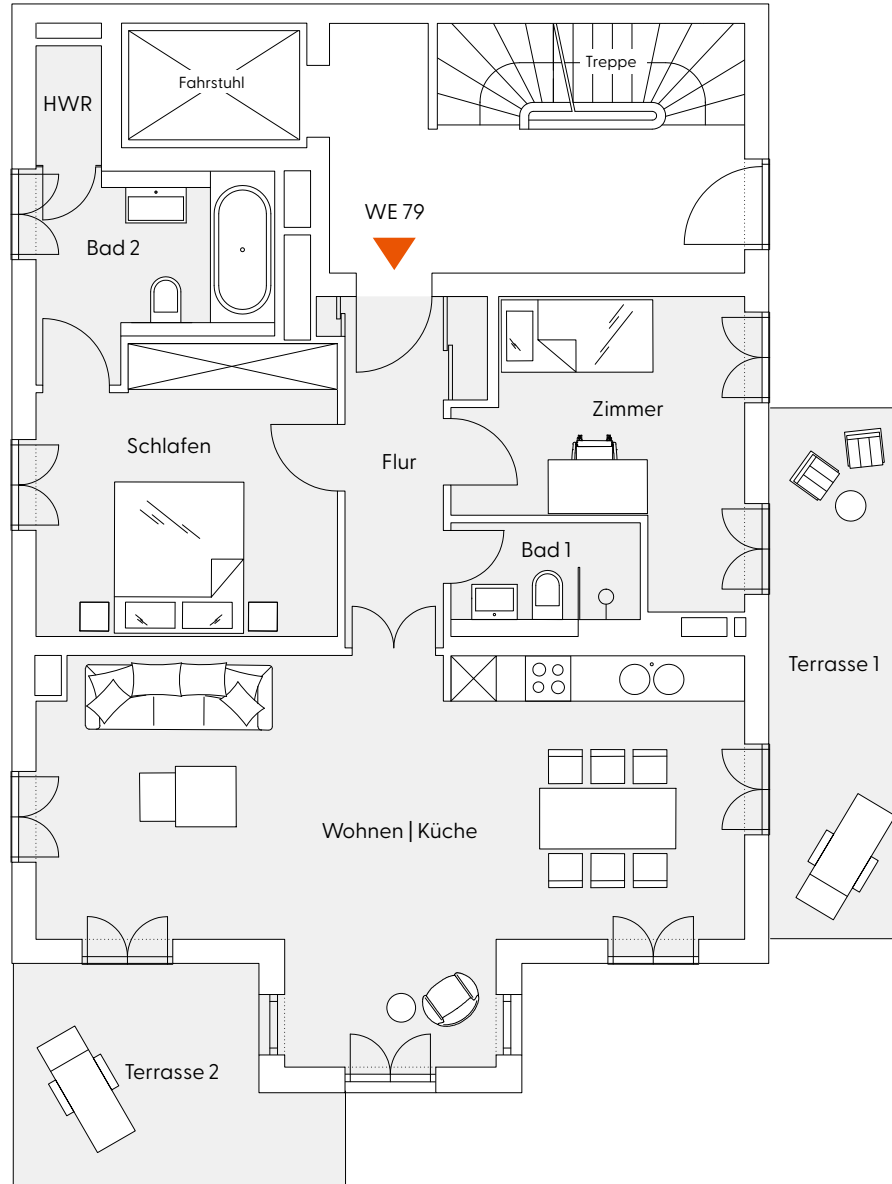 Fahrstuhl
Treppe
HWR
WE 79
Bad 2
Zimmer
Schlafen
Flur
Bad 1
Terrasse 1
Wohnen | Küche
Terrasse 2